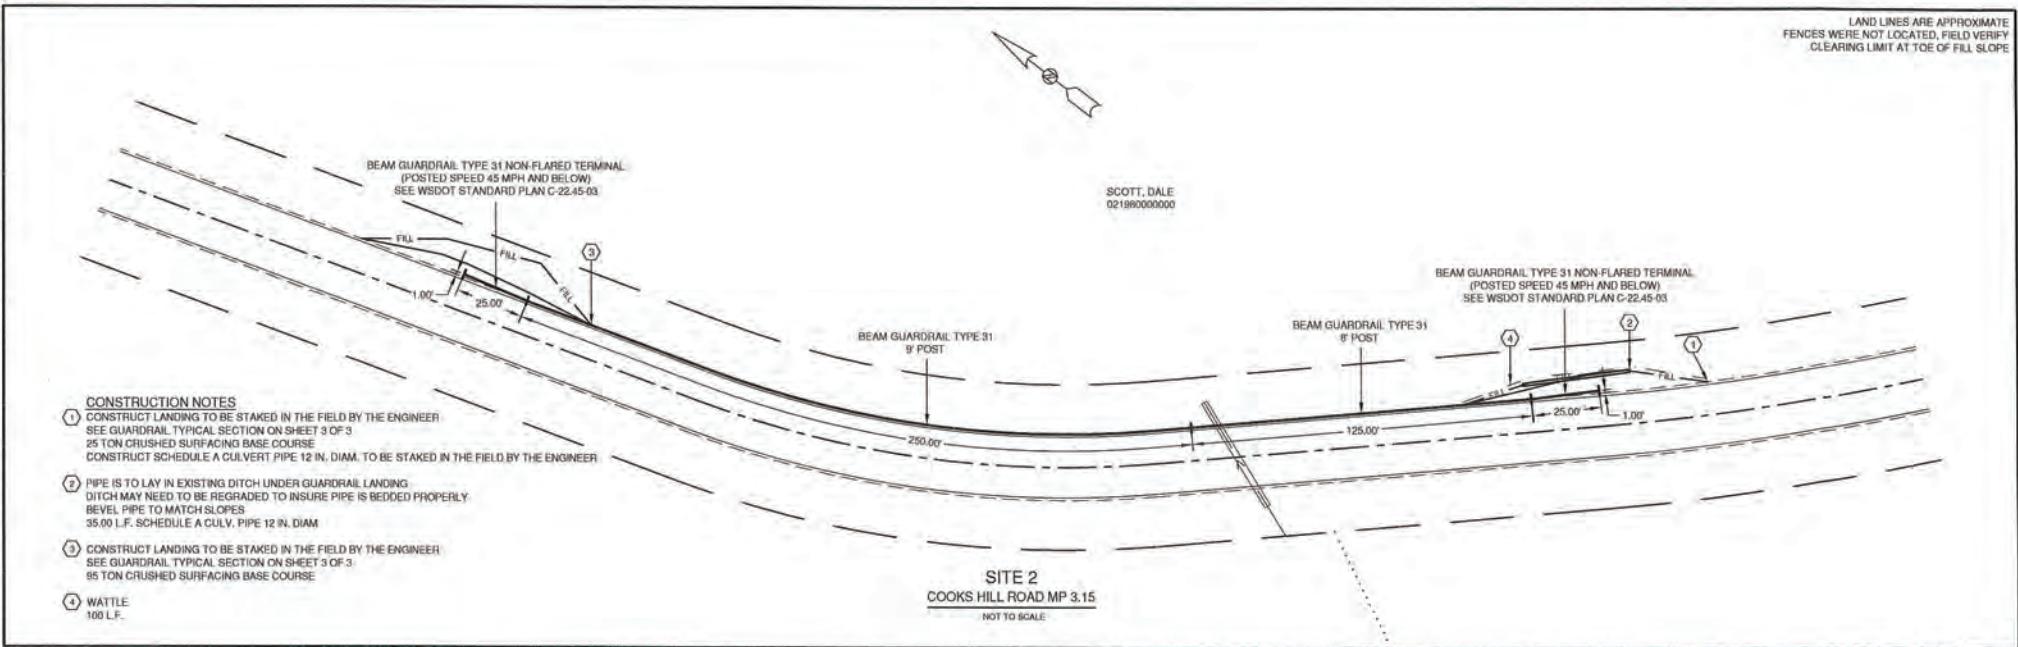 LAND LINES ARE APPROXIMATE
FENCES WERE NOT LOCATED, FIELD VERIFY
CLEARING LIMIT AT TOE OF FILL SLOPE
BEAM GUARDRAIL TYPE 31 NON-FLARED TERMINAL
(POSTED SPEED 45 MPH AND BELOW)
SEE WSDOT STANDARD PLAN C-22.45-03
SCOTT, DALE
021980000000
FILL
FILL
FILL
3
1.00'
25.00'
BEAM GUARDRAIL TYPE 31
9' POST
250.00'
BEAM GUARDRAIL TYPE 31
8' POST
125.00'
BEAM GUARDRAIL TYPE 31 NON-FLARED TERMINAL
(POSTED SPEED 45 MPH AND BELOW)
SEE WSDOT STANDARD PLAN C-22.45-03
4
2
1
FILL
FILL
25.00'
1.00'
CONSTRUCTION NOTES
1 CONSTRUCT LANDING TO BE STAKED IN THE FIELD BY THE ENGINEER
SEE GUARDRAIL TYPICAL SECTION ON SHEET 3 OF 3
25 TON CRUSHED SURFACING BASE COURSE
CONSTRUCT SCHEDULE A CULVERT PIPE 12 IN. DIAM. TO BE STAKED IN THE FIELD BY THE ENGINEER
2 PIPE IS TO LAY IN EXISTING DITCH UNDER GUARDRAIL LANDING
DITCH MAY NEED TO BE REGRADED TO INSURE PIPE IS BEDDED PROPERLY
BEVEL PIPE TO MATCH SLOPES
35.00 L.F. SCHEDULE A CULV. PIPE 12 IN. DIAM
3 CONSTRUCT LANDING TO BE STAKED IN THE FIELD BY THE ENGINEER
SEE GUARDRAIL TYPICAL SECTION ON SHEET 3 OF 3
95 TON CRUSHED SURFACING BASE COURSE
4 WATTLE
100 L.F.
SITE 2
COOKS HILL ROAD MP 3.15
NOT TO SCALE